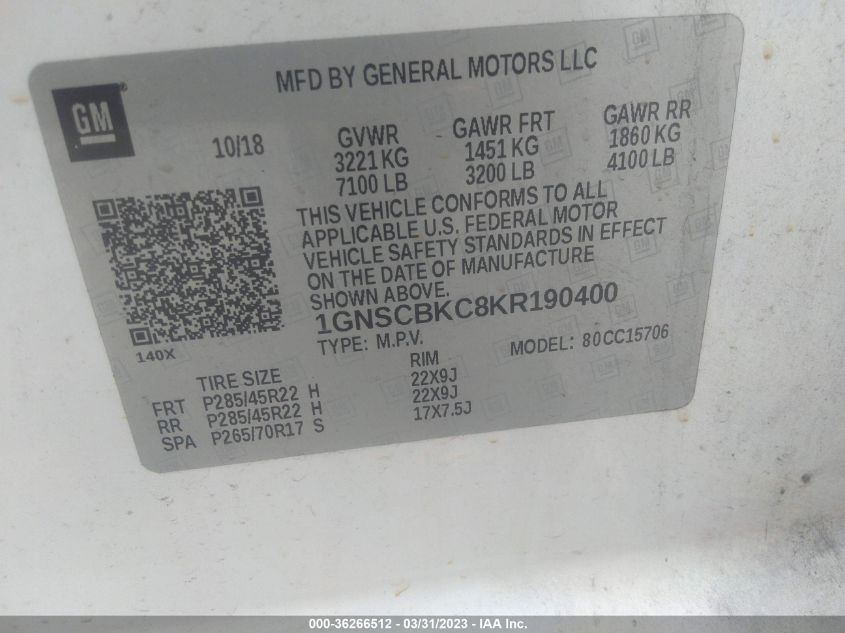 MFD BY GENERAL MOTORS LLC
GM
10/18
GVWR GAWR FRT GAWR RR
3221 KG 1451 KG 1860 KG
7100 LB 3200 LB 4100 LB
THIS VEHICLE CONFORMS TO ALL
APPLICABLE U.S. FEDERAL MOTOR
VEHICLE SAFETY STANDARDS IN EFFECT
ON THE DATE OF MANUFACTURE
SHOWN ABOVE.
1GNSCBKC8KR190400
140X
TYPE: M.P.V. MODEL: 80CC15706
TIRE SIZE RIM
FRT P285/45R22 H 22X9J
RR P285/45R22 H 22X9J
SPA P265/70R17 S 17X7.5J
000-36266512 / 03/31/2023 - IAA Inc.